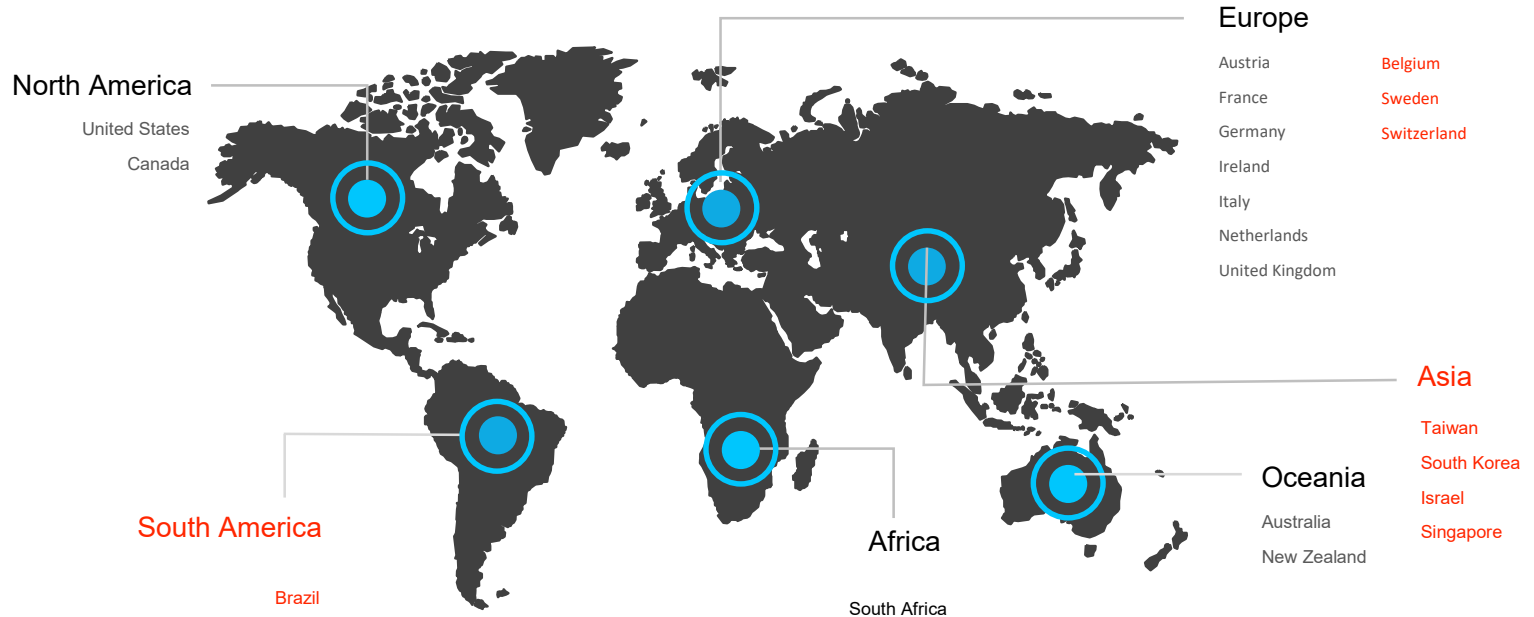 North America
United States
Canada
Europe
Austria
France
Germany
Ireland
Italy
Netherlands
United Kingdom
Belgium
Sweden
Switzerland
South America
Brazil
Africa
South Africa
Oceania
Australia
New Zealand
Asia
Taiwan
South Korea
Israel
Singapore